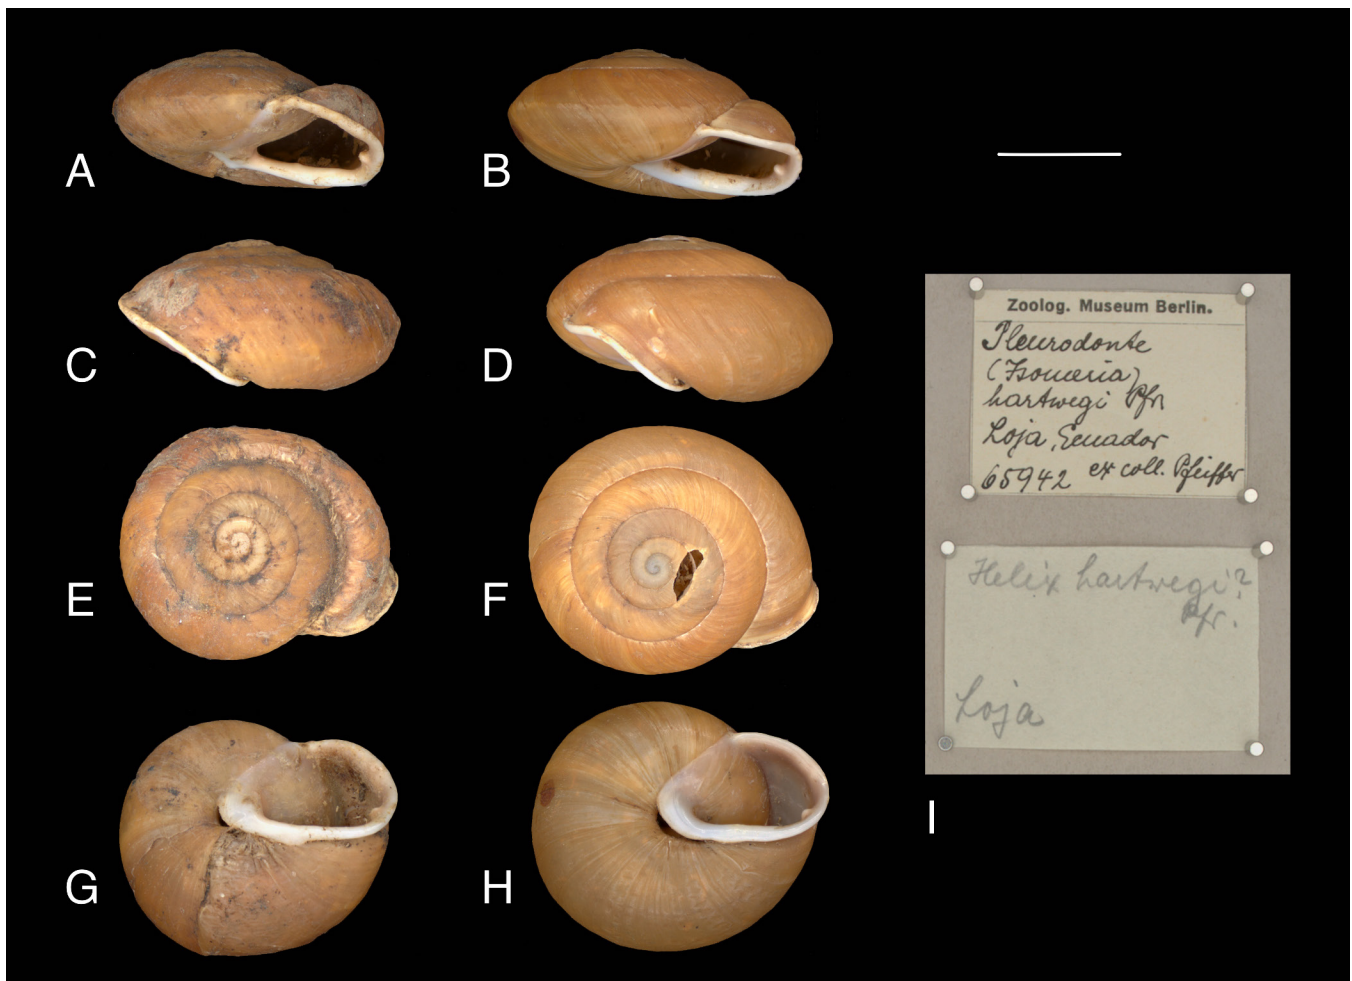 A
B
C
D
E
F
G
H
Zoolog. Museum Berlin.
Pleurodonte
(Isomeria)
hartwegi Pfr
Loja, Ecuador
65942 ex coll. Pfeiffer
Helix hartwegi?
Pfr.
Loja
I